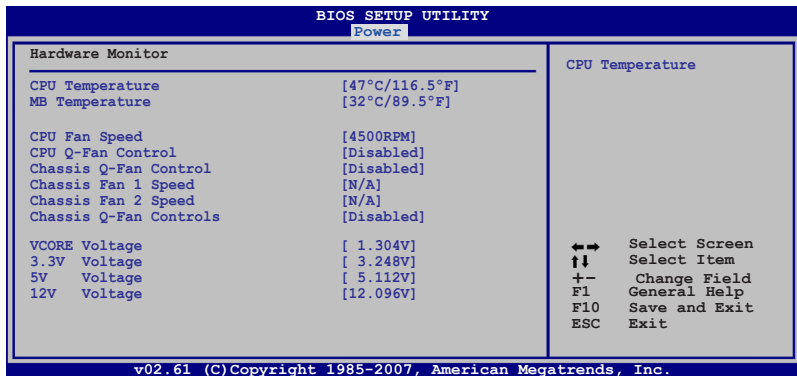 BIOS SETUP UTILITY
Power
Hardware Monitor
CPU Temperature [47°C/116.5°F]
MB Temperature [32°C/89.5°F]
CPU Fan Speed [4500RPM]
CPU Q-Fan Control [Disabled]
Chassis Q-Fan Control [Disabled]
Chassis Fan 1 Speed [N/A]
Chassis Fan 2 Speed [N/A]
Chassis Q-Fan Controls [Disabled]
VCORE Voltage [ 1.304V]
3.3V Voltage [ 3.248V]
5V Voltage [ 5.112V]
12V Voltage [12.096V]
CPU Temperature
←→ Select Screen
↑↓ Select Item
+- Change Field
F1 General Help
F10 Save and Exit
ESC Exit
v02.61 (C)Copyright 1985-2007, American Megatrends, Inc.